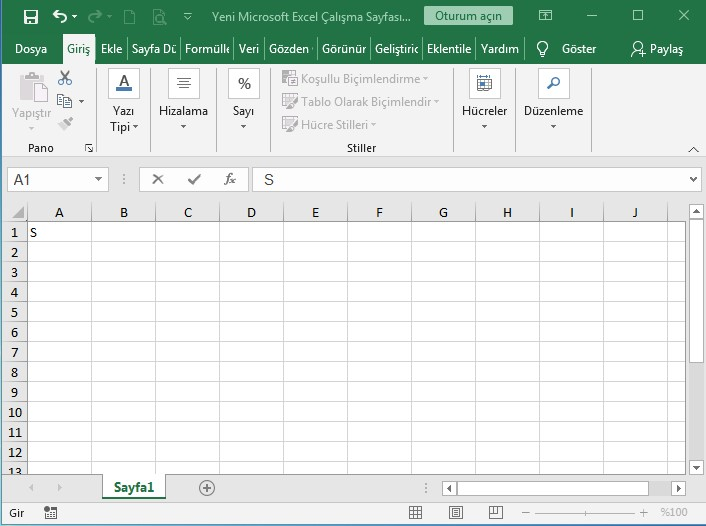 Yeni Microsoft Excel Çalışma Sayfası... Oturum açın
Dosya Giriş Ekle Sayfa Dü Formülle Veri Gözden Görünür Geliştiric Eklentile Yardım Göster Paylaş
Yapıştır
Pano
Yazı Tipi
Hizalama
%
Sayı
Koşullu Biçimlendirme
Tablo Olarak Biçimlendir
Hücre Stilleri
Stiller
Hücreler
Düzenleme
A1 fx S
A B C D E F G H I J
1 S
2
3
4
5
6
7
8
9
10
11
12
13
Sayfa1
Gir %100